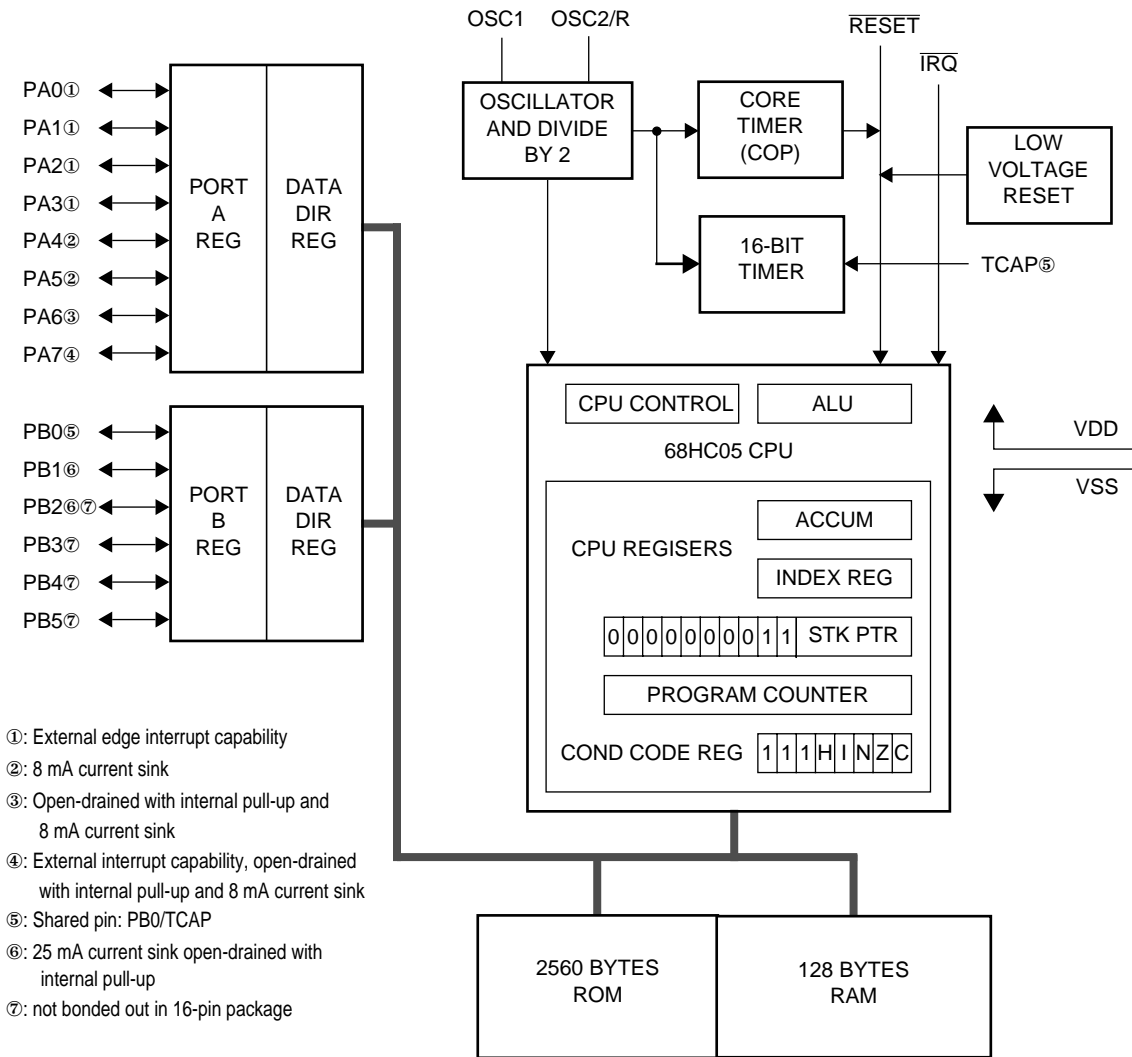 OSC1 OSC2/R
RESET
IRQ
PA0①
PA1①
PA2①
PA3①
PA4②
PA5②
PA6③
PA7④
PORT
A
REG
DATA
DIR
REG
OSCILLATOR
AND DIVIDE
BY 2
CORE
TIMER
(COP)
LOW
VOLTAGE
RESET
16-BIT
TIMER
TCAP⑤
PB0⑤
PB1⑥
PB2⑥⑦
PB3⑦
PB4⑦
PB5⑦
PORT
B
REG
DATA
DIR
REG
CPU CONTROL
ALU
68HC05 CPU
VDD
VSS
ACCUM
CPU REGISERS
INDEX REG
0 0 0 0 0 0 0 0 1 1 STK PTR
PROGRAM COUNTER
COND CODE REG 1 1 1 H I N Z C
①: External edge interrupt capability
②: 8 mA current sink
③: Open-drained with internal pull-up and
8 mA current sink
④: External interrupt capability, open-drained
with internal pull-up and 8 mA current sink
⑤: Shared pin: PB0/TCAP
⑥: 25 mA current sink open-drained with
internal pull-up
⑦: not bonded out in 16-pin package
2560 BYTES
ROM
128 BYTES
RAM